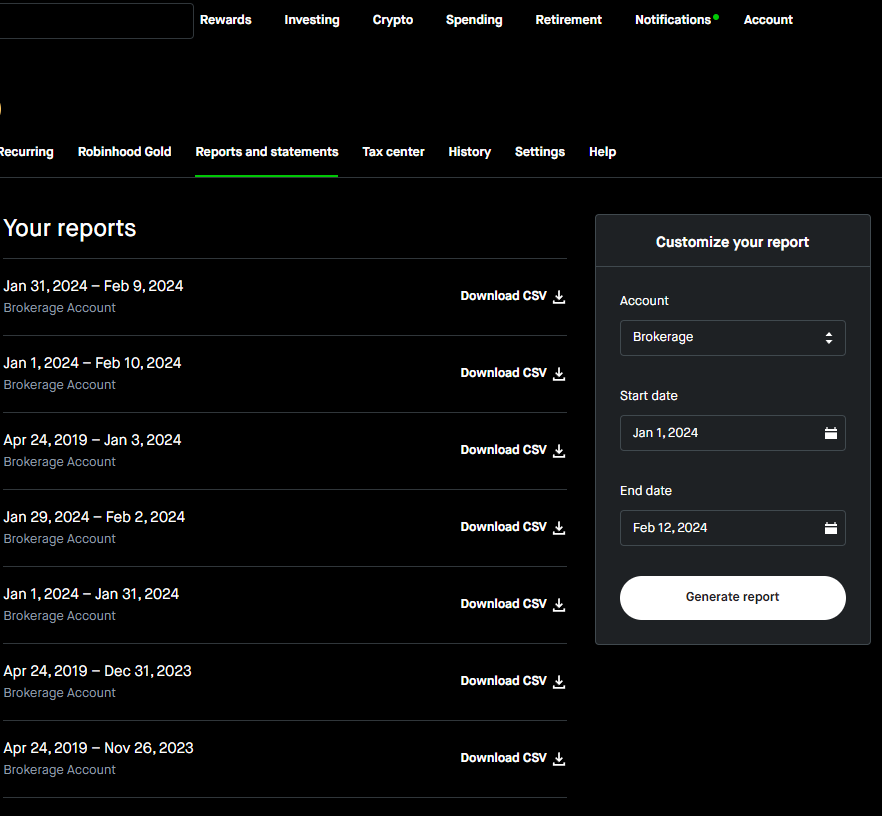 Rewards Investing Crypto Spending Retirement Notifications Account
Recurring Robinhood Gold Reports and statements Tax center History Settings Help
Your reports
Jan 31, 2024 – Feb 9, 2024
Brokerage Account
Download CSV
Jan 1, 2024 – Feb 10, 2024
Brokerage Account
Download CSV
Apr 24, 2019 – Jan 3, 2024
Brokerage Account
Download CSV
Jan 29, 2024 – Feb 2, 2024
Brokerage Account
Download CSV
Jan 1, 2024 – Jan 31, 2024
Brokerage Account
Download CSV
Apr 24, 2019 – Dec 31, 2023
Brokerage Account
Download CSV
Apr 24, 2019 – Nov 26, 2023
Brokerage Account
Download CSV
Customize your report
Account
Brokerage
Start date
Jan 1, 2024
End date
Feb 12, 2024
Generate report